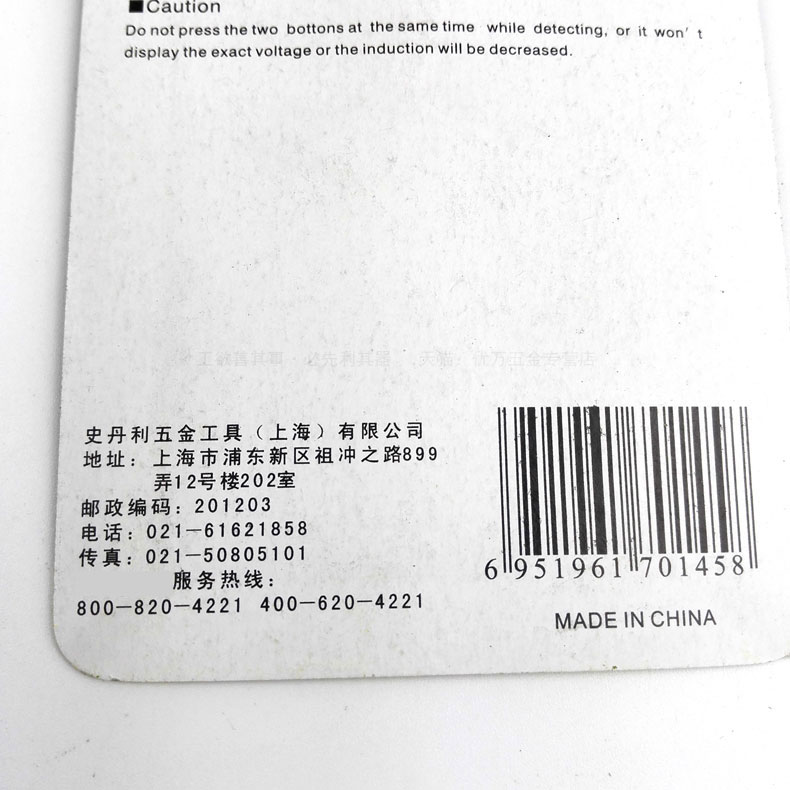 ■Caution
Do not press the two bottons at the same time while detecting, or it won't
display the exact voltage or the induction will be decreased.
史丹利五金工具（上海）有限公司
地址：上海市浦东新区祖冲之路899
弄12号楼202室
邮政编码：201203
电话：021—61621858
传真：021—50805101
服务热线：
800—820—4221 400—620—4221
6 951961 701458
MADE IN CHINA